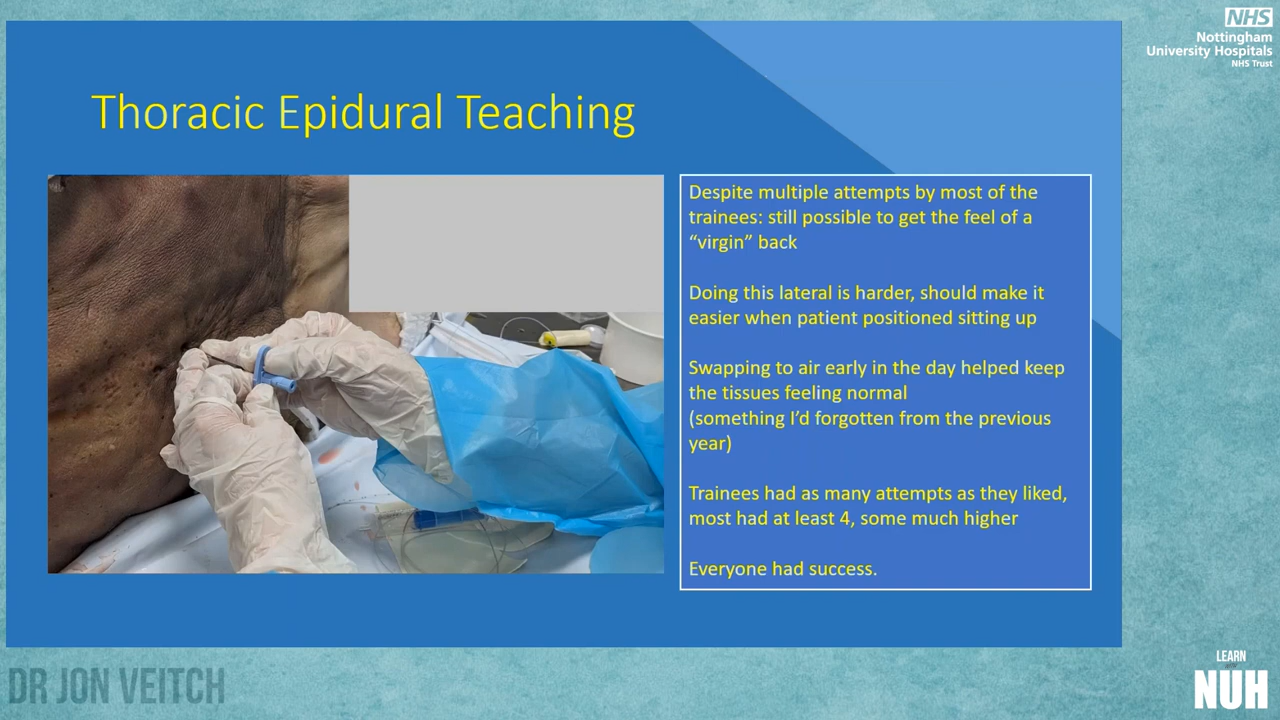 NHS
Nottingham
University Hospitals
NHS Trust
Thoracic Epidural Teaching
Despite multiple attempts by most of the
trainees: still possible to get the feel of a
“virgin” back
Doing this lateral is harder, should make it
easier when patient positioned sitting up
Swapping to air early in the day helped keep
the tissues feeling normal
(something I’d forgotten from the previous
year)
Trainees had as many attempts as they liked,
most had at least 4, some much higher
Everyone had success.
DR JON VEITCH
LEARN
NUH